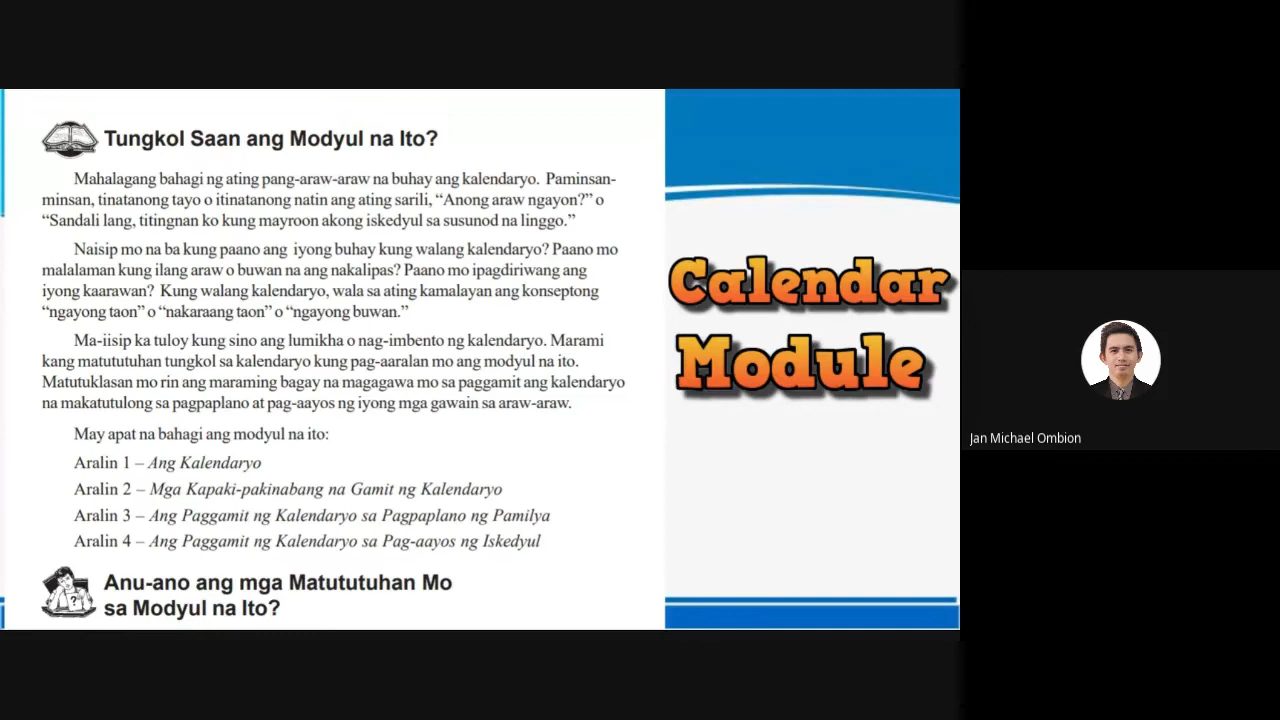 Tungkol Saan ang Modyul na Ito?
Mahalagang bahagi ng ating pang-araw-araw na buhay ang kalendaryo. Paminsan-
minsan, tinatanong tayo o itinatanong natin ang ating sarili, “Anong araw ngayon?” o
“Sandali lang, titingnan ko kung mayroon akong iskedyul sa susunod na linggo.”
Naisip mo na ba kung paano ang iyong buhay kung walang kalendaryo? Paano mo
malalaman kung ilang araw o buwan na ang nakalipas? Paano mo ipagdiriwang ang
iyong kaarawan? Kung walang kalendaryo, wala sa ating kamalayan ang konseptong
“ngayong taon” o “nakaraang taon” o “ngayong buwan.”
Ma-iisip ka tuloy kung sino ang lumikha o nag-imbento ng kalendaryo. Marami
kang matututuhan tungkol sa kalendaryo kung pag-aaralan mo ang modyul na ito.
Matutuklasan mo rin ang maraming bagay na magagawa mo sa paggamit ang kalendaryo
na makatutulong sa pagpaplano at pag-aayos ng iyong mga gawain sa araw-araw.
May apat na bahagi ang modyul na ito:
Aralin 1 – Ang Kalendaryo
Aralin 2 – Mga Kapaki-pakinabang na Gamit ng Kalendaryo
Aralin 3 – Ang Paggamit ng Kalendaryo sa Pagpaplano ng Pamilya
Aralin 4 – Ang Paggamit ng Kalendaryo sa Pag-aayos ng Iskedyul
?
Anu-ano ang mga Matututuhan Mo
sa Modyul na Ito?
Calendar
Module
Jan Michael Ombion